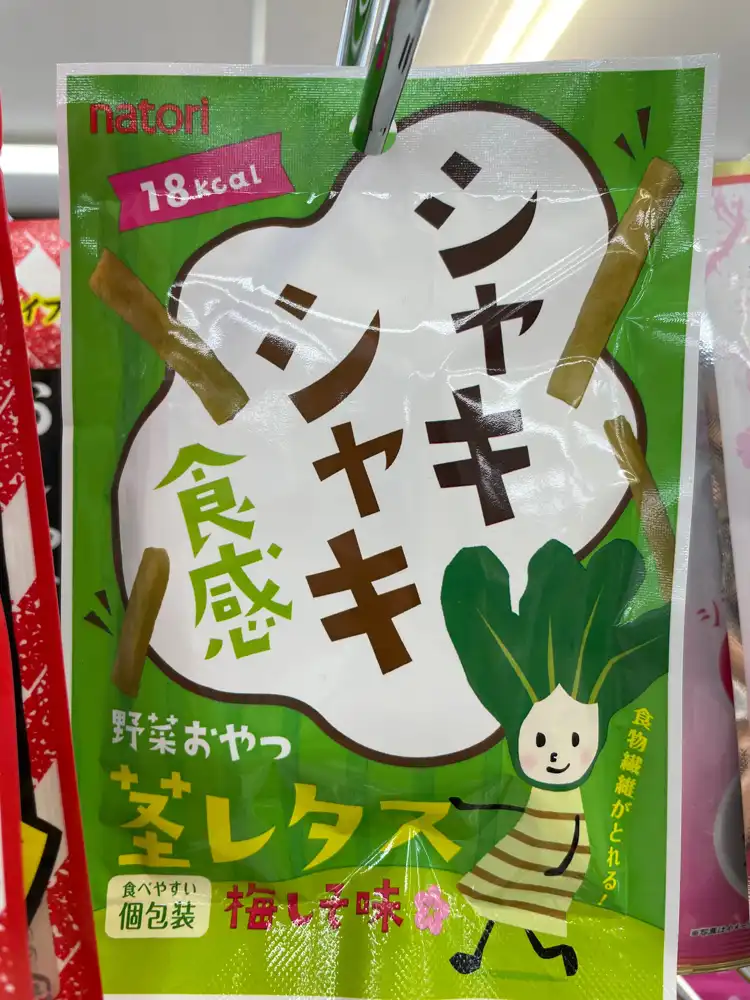 natori
18kcal
シャキ
シャキ
食感
野菜おやつ
茎レタス
食べやすい
個包装
梅しそ味
食物繊維がとれる!